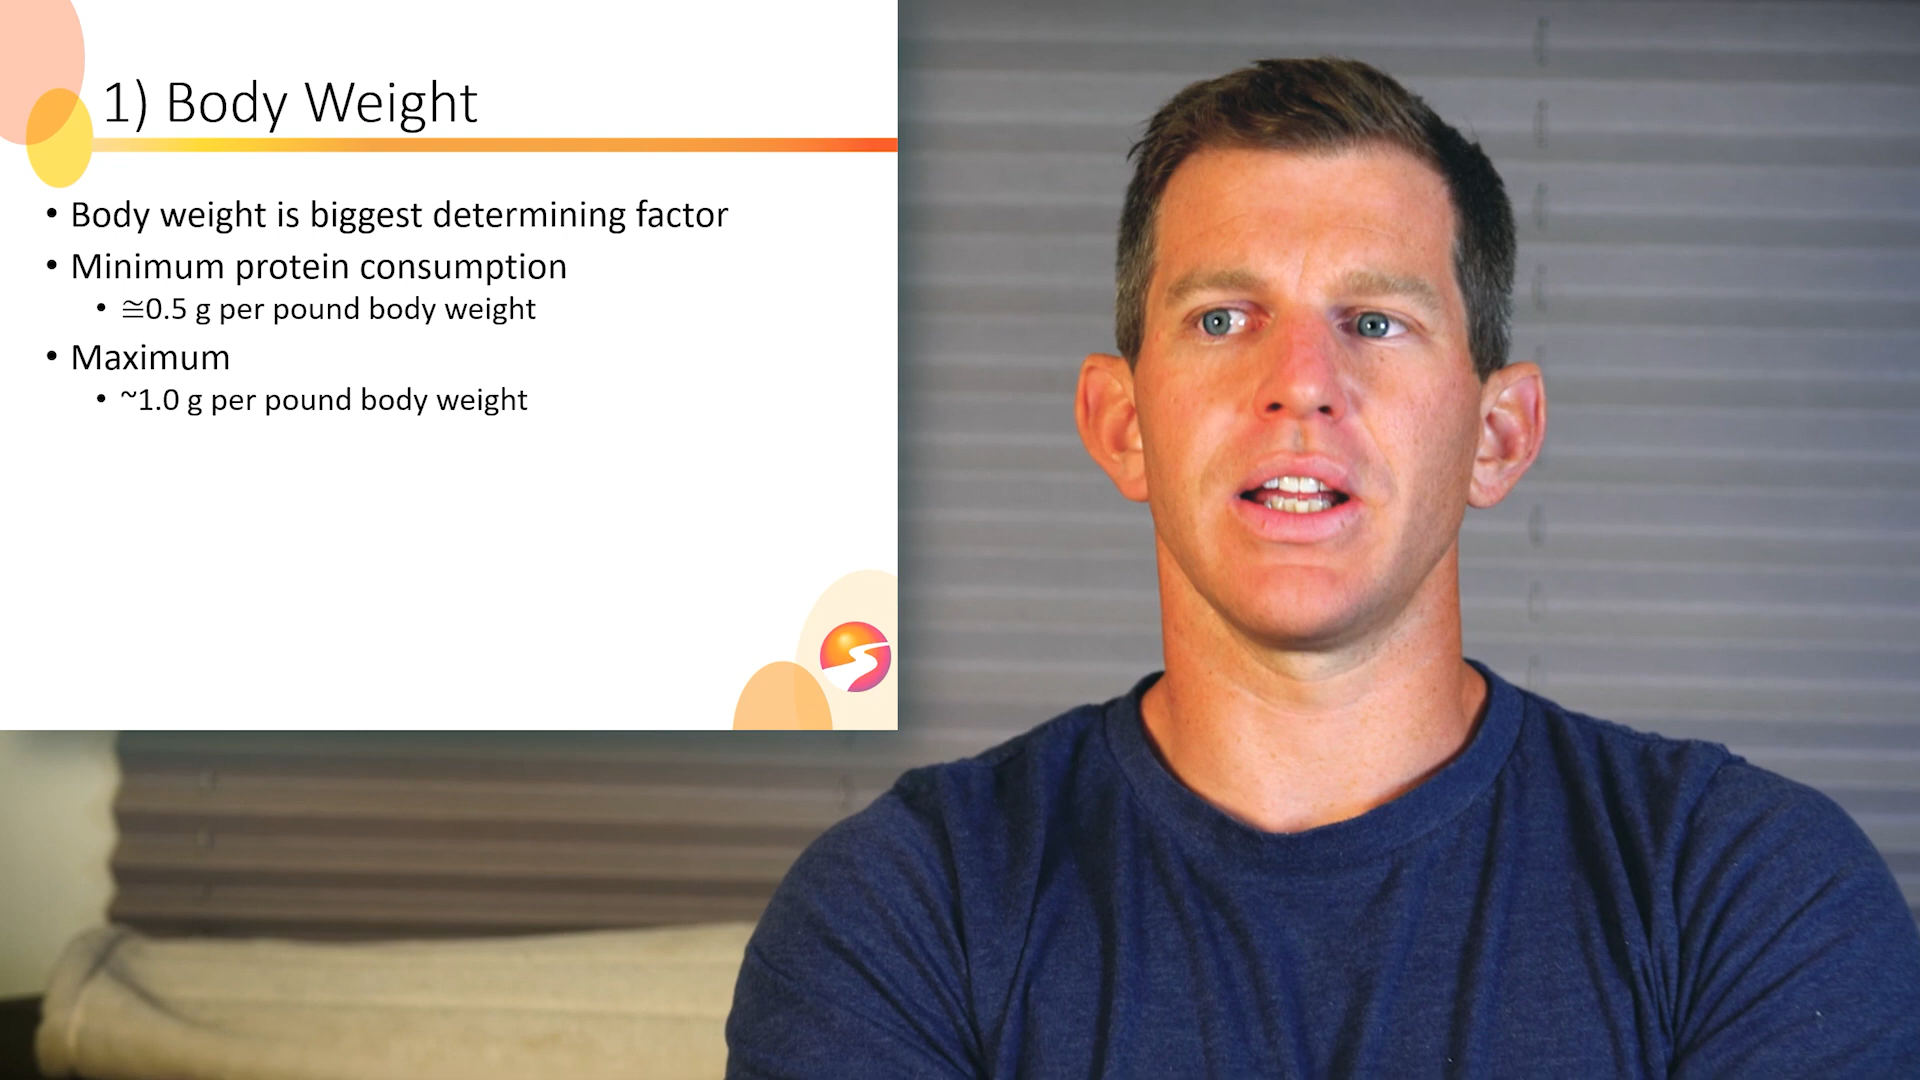 1) Body Weight
• Body weight is biggest determining factor
• Minimum protein consumption
• ≅0.5 g per pound body weight
• Maximum
• ~1.0 g per pound body weight